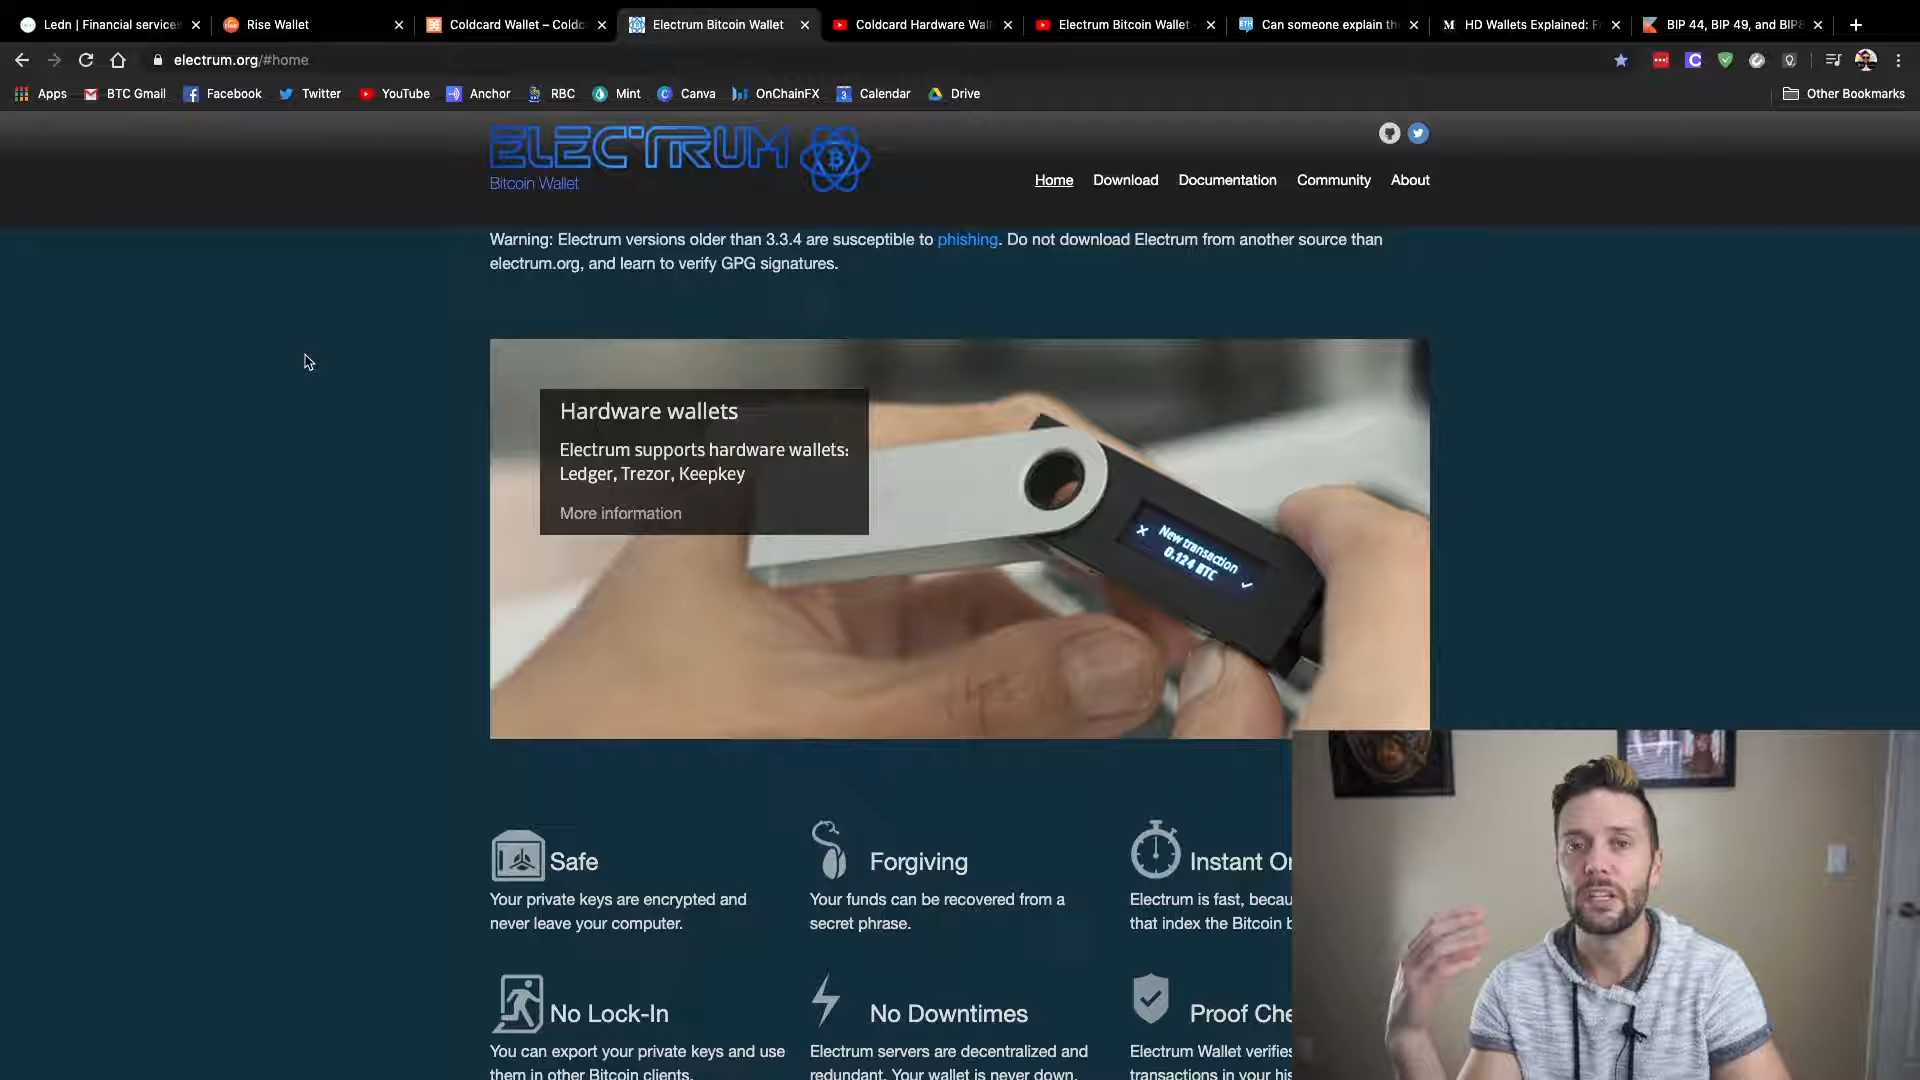 Ledn | Financial services
Rise Wallet
Coldcard Wallet – Coldc
Electrum Bitcoin Wallet
Coldcard Hardware Wall
Electrum Bitcoin Wallet -
Can someone explain th
HD Wallets Explained: Fr
BIP 44, BIP 49, and BIP8
electrum.org/#home
Apps
BTC Gmail
Facebook
Twitter
YouTube
Anchor
RBC
Mint
Canva
OnChainFX
Calendar
Drive
Other Bookmarks
ELECTRUM
Bitcoin Wallet
Home
Download
Documentation
Community
About
Warning: Electrum versions older than 3.3.4 are susceptible to phishing. Do not download Electrum from another source than
electrum.org, and learn to verify GPG signatures.
Hardware wallets
Electrum supports hardware wallets:
Ledger, Trezor, Keepkey
More information
New transaction
0.124 BTC
Safe
Your private keys are encrypted and
never leave your computer.
Forgiving
Your funds can be recovered from a
secret phrase.
Instant On
Electrum is fast, becau
that index the Bitcoin b
No Lock-In
You can export your private keys and use
them in other Bitcoin clients.
No Downtimes
Electrum servers are decentralized and
redundant. Your wallet is never down.
Proof Che
Electrum Wallet verifies
transactions in your his